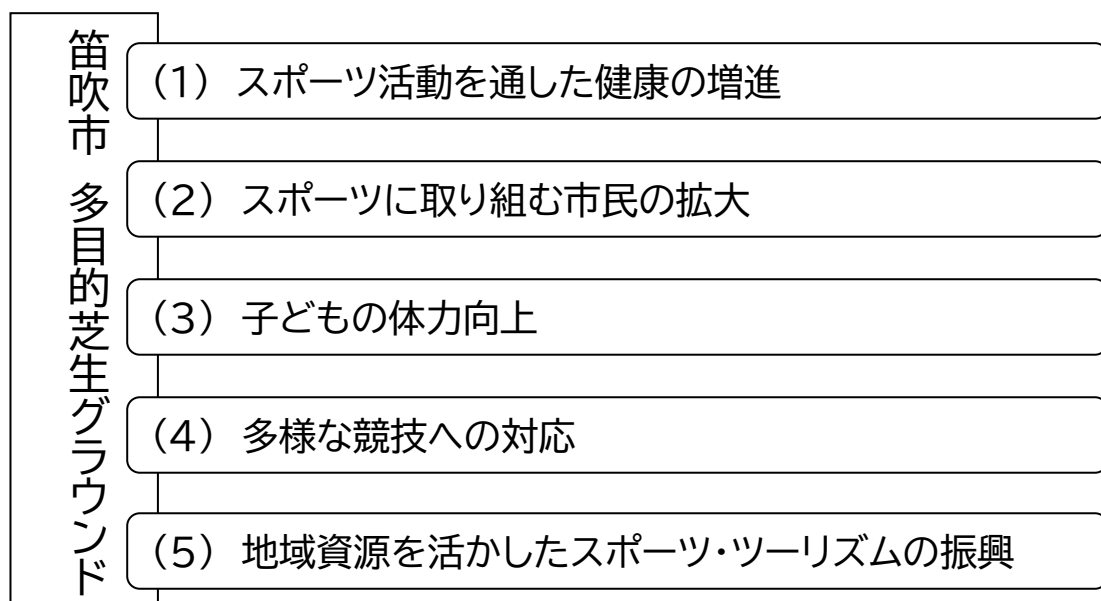 笛吹市 多目的芝生グラウンド
(1) スポーツ活動を通した健康の増進
(2) スポーツに取り組む市民の拡大
(3) 子どもの体力向上
(4) 多様な競技への対応
(5) 地域資源を活かしたスポーツ・ツーリズムの振興